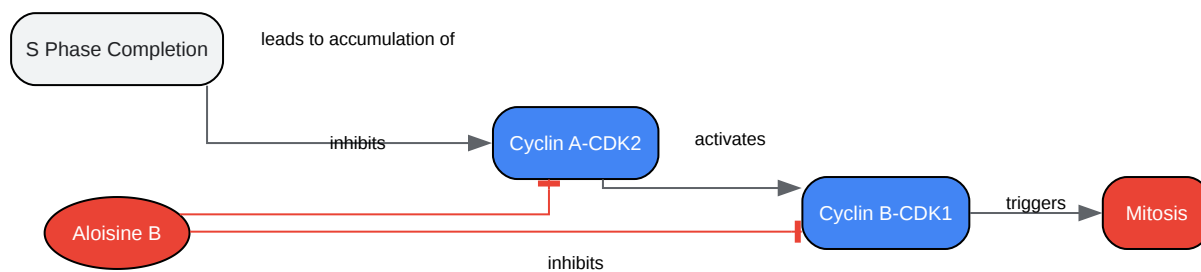 S Phase Completion
leads to accumulation of
inhibits
Cyclin A-CDK2
activates
Aloisine B
Cyclin B-CDK1
triggers
Mitosis
inhibits